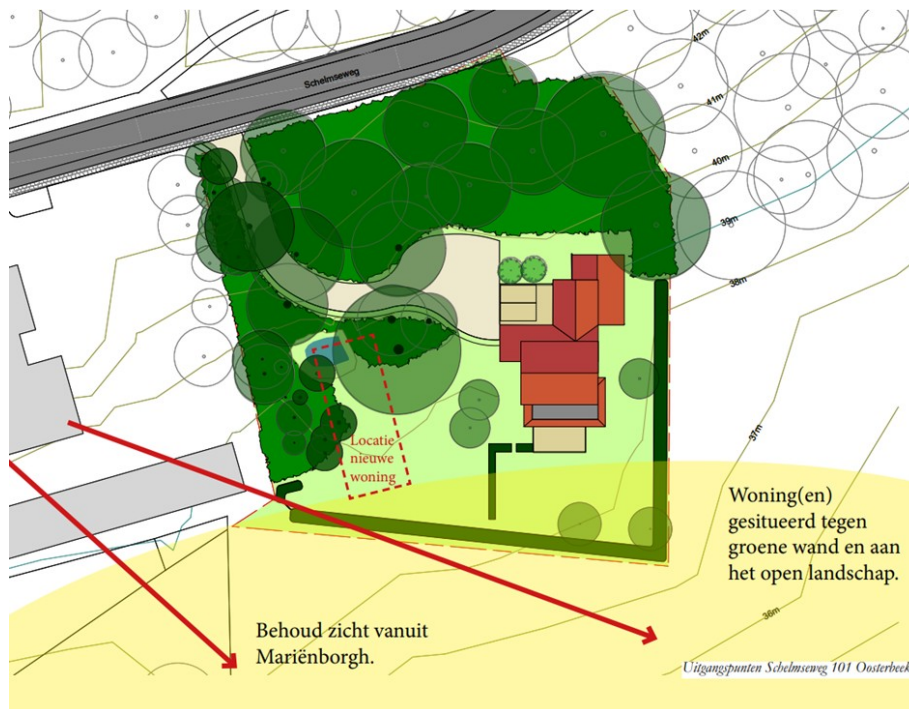 Schelmseweg
42m
41m
40m
39m
38m
37m
36m
Locatie
nieuwe
woning
Woning(en)
gesitueerd tegen
groene wand en aan
het open landschap.
Behoud zicht vanuit
Mariënborgh.
Uitgangspunten Schelmseweg 101 Oosterbeek